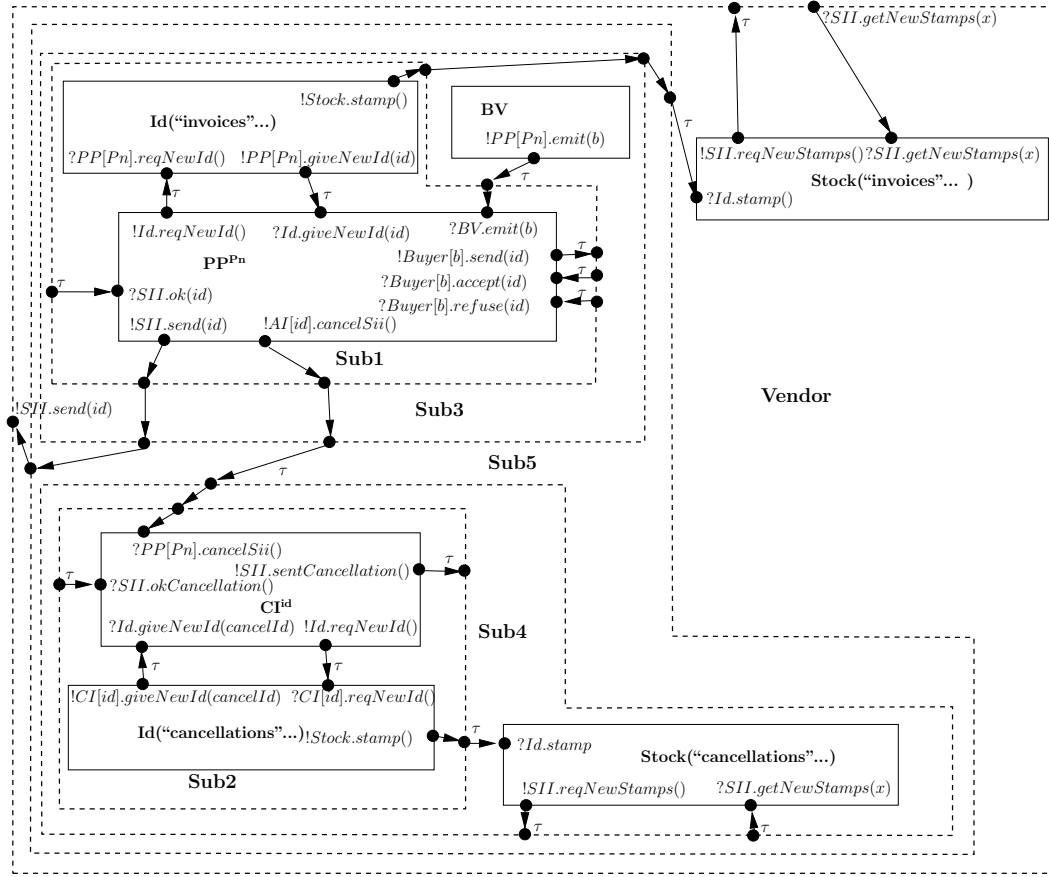 ?SII.getNewStamps(x)
!Stock.stamp()
Id(“invoices”...)
BV
!PP[Pn].emit(b)
τ
τ
?PP[Pn].reqNewId()
!PP[Pn].giveNewId(id)
!SII.reqNewStamps()
?SII.getNewStamps(x)
Stock(“invoices”... )
?Id.stamp()
τ
τ
τ
τ
!Id.reqNewId()
?Id.giveNewId(id)
?BV.emit(b)
PP^Pn
!Buyer[b].send(id)
τ
?Buyer[b].accept(id)
τ
τ
?SII.ok(id)
?Buyer[b].refuse(id)
τ
!SII.send(id)
!AI[id].cancelSii()
Sub1
Vendor
!SII.send(id)
Sub3
Sub5
τ
?PP[Pn].cancelSii()
!SII.sentCancellation()
τ
τ
?SII.okCancellation()
CI^id
?Id.giveNewId(cancelId)
!Id.reqNewId()
Sub4
τ
τ
!CI[id].giveNewId(cancelId)
?CI[id].reqNewId()
Id(“cancellations”...)
!Stock.stamp()
τ
?Id.stamp
Stock(“cancellations”...)
Sub2
!SII.reqNewStamps()
?SII.getNewStamps(x)
τ
τ